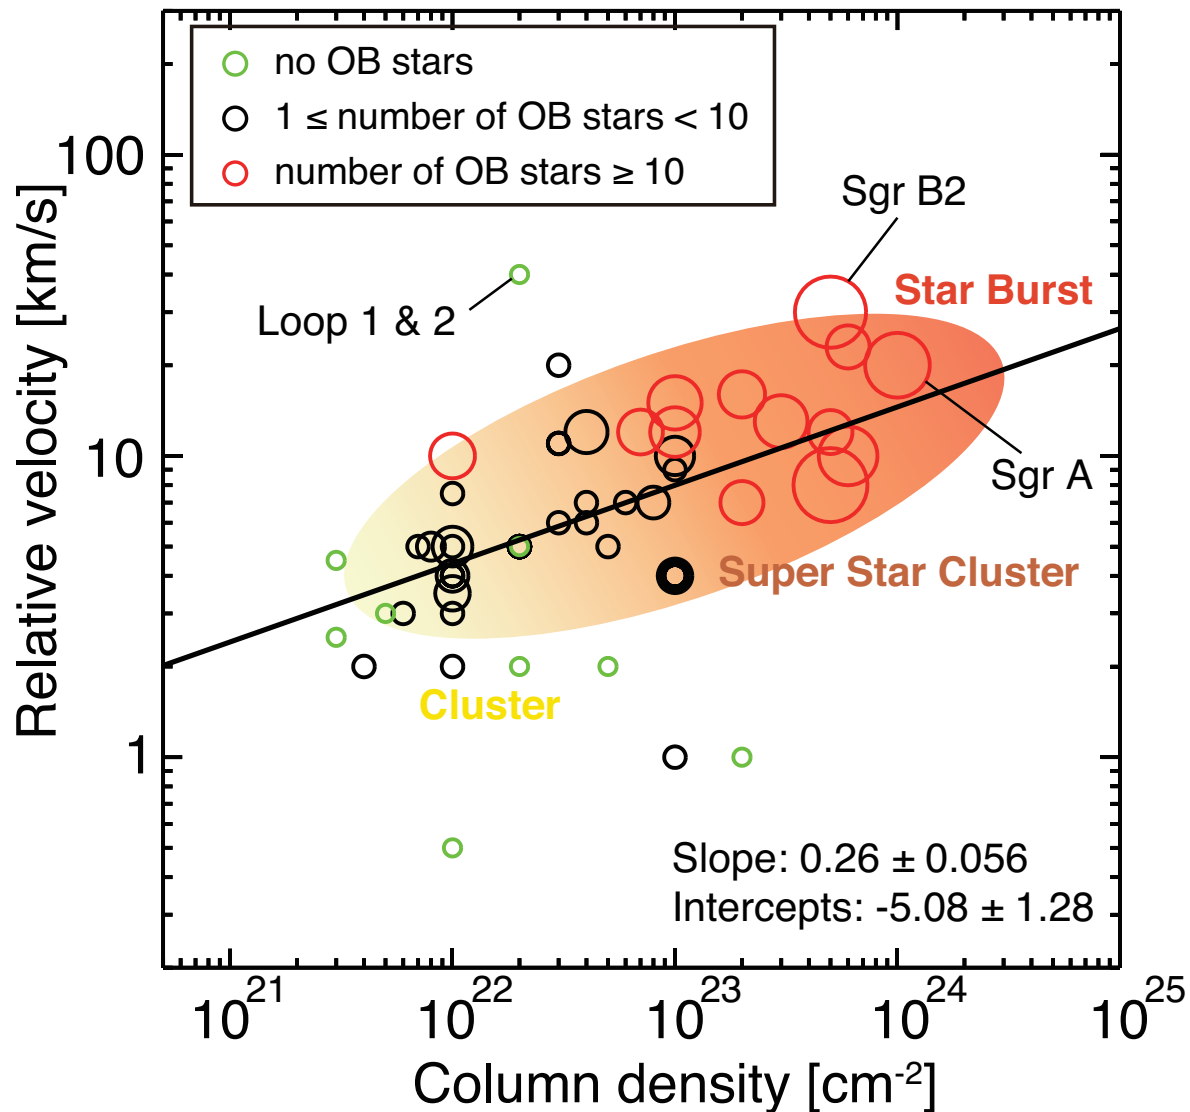 no OB stars
1 ≤ number of OB stars < 10
number of OB stars ≥ 10
Sgr B2
Star Burst
Loop 1 & 2
Sgr A
Super Star Cluster
Cluster
Slope: 0.26 ± 0.056
Intercepts: -5.08 ± 1.28
100
10
1
Relative velocity [km/s]
10^21 10^22 10^23 10^24 10^25
Column density [cm^-2]